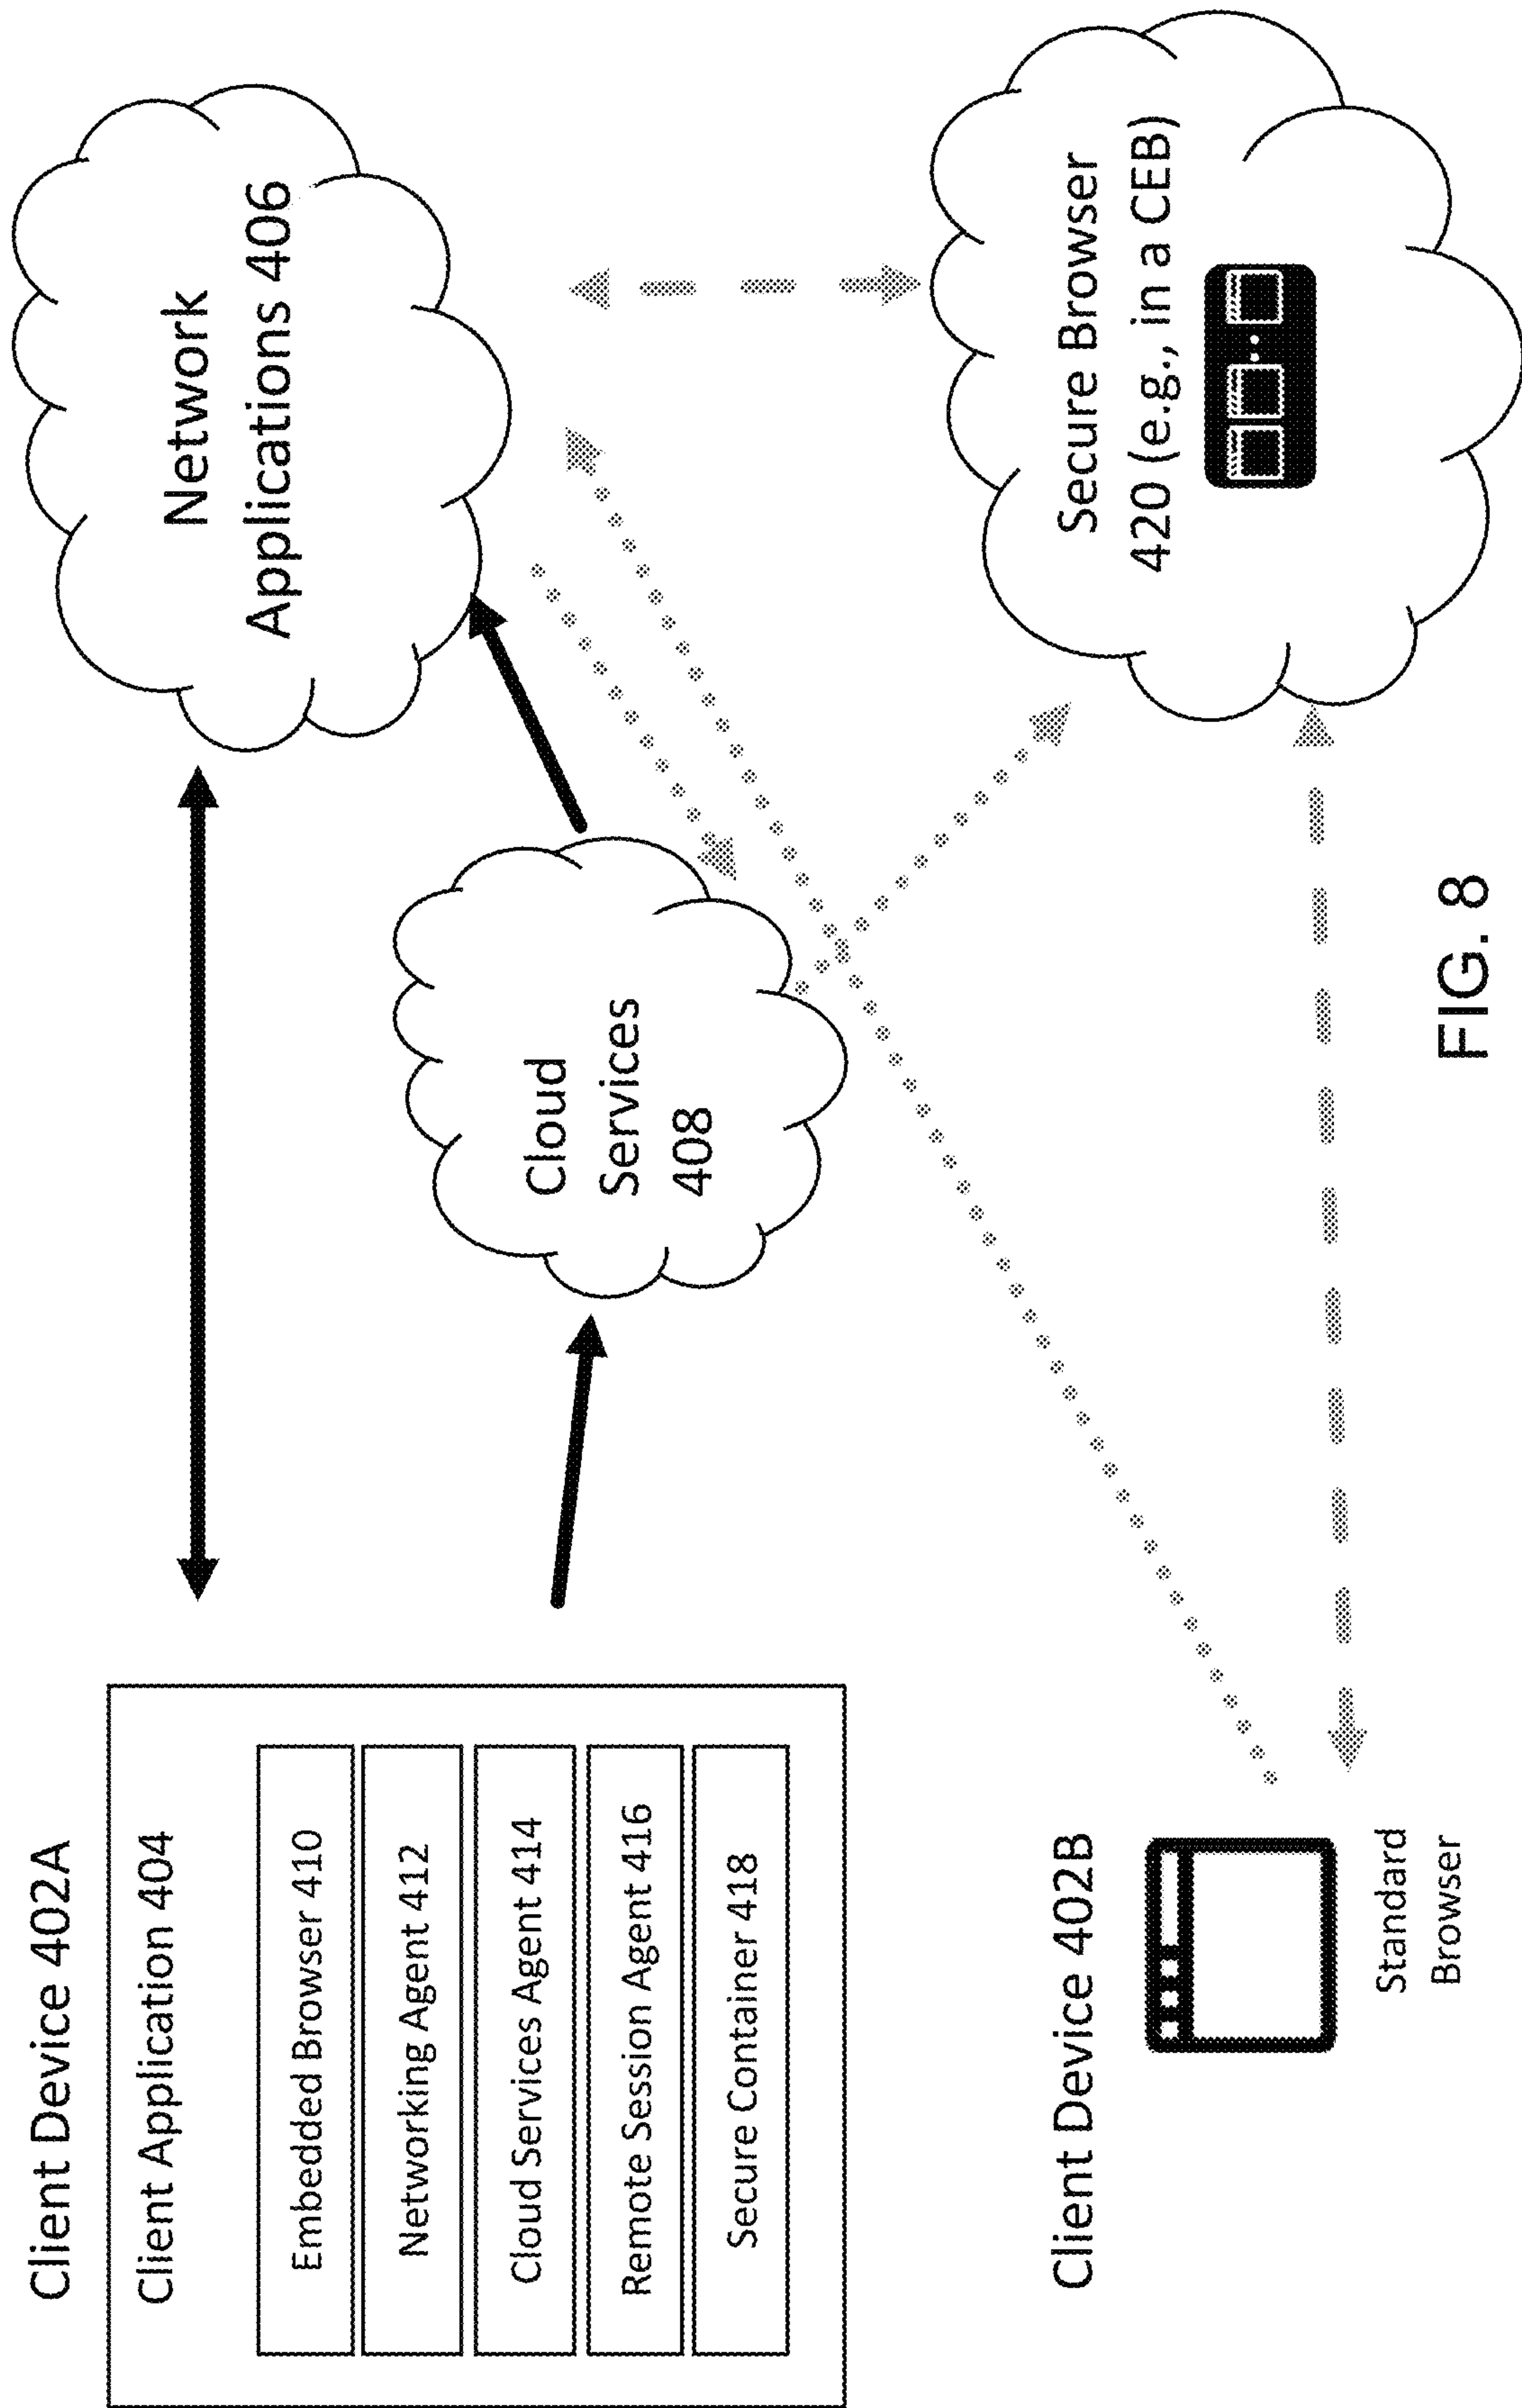 Client Device 402A
Client Application 404
Embedded Browser 410
Networking Agent 412
Cloud Services Agent 414
Remote Session Agent 416
Secure Container 418
Network
Applications 406
Cloud
Services
408
Client Device 402B
Standard
Browser
Secure Browser
420 (e.g., in a CEB)
FIG. 8